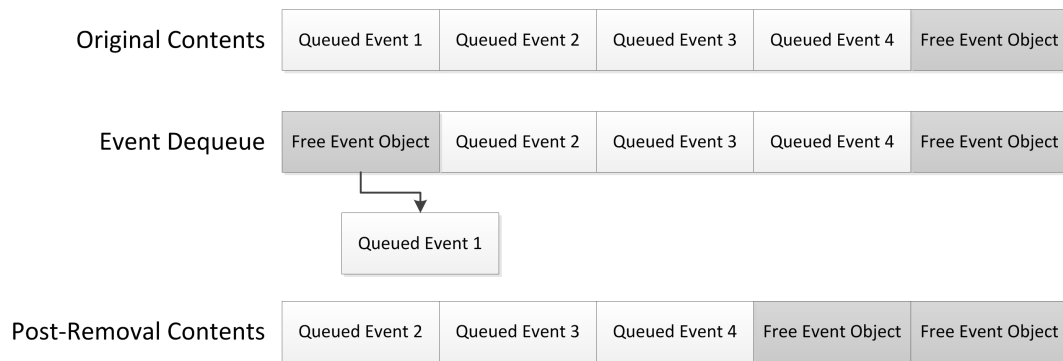 Original Contents Queued Event 1 Queued Event 2 Queued Event 3 Queued Event 4 Free Event Object
Event Dequeue Free Event Object Queued Event 2 Queued Event 3 Queued Event 4 Free Event Object
Queued Event 1
Post-Removal Contents Queued Event 2 Queued Event 3 Queued Event 4 Free Event Object Free Event Object